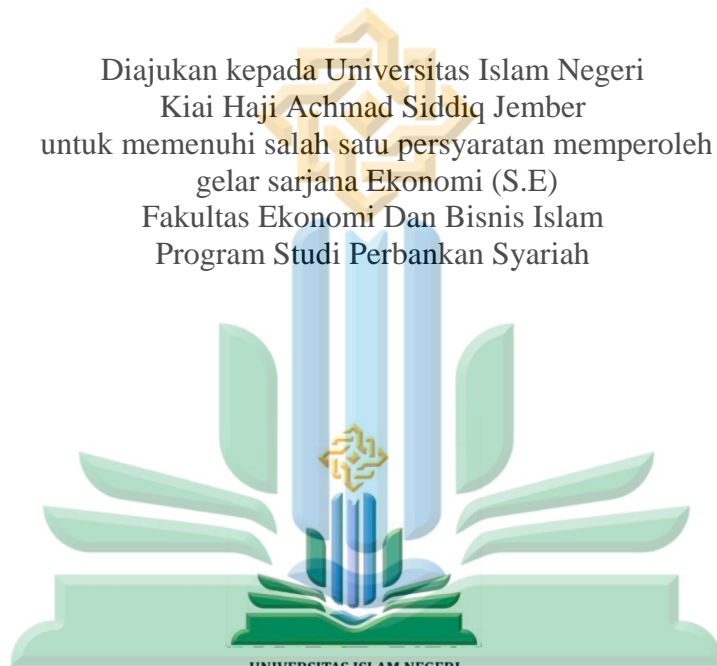 Diajukan kepada Universitas Islam Negeri
Kiai Haji Achmad Siddiq Jember
untuk memenuhi salah satu persyaratan memperoleh
gelar sarjana Ekonomi (S.E)
Fakultas Ekonomi Dan Bisnis Islam
Program Studi Perbankan Syariah
UNIVERSITAS ISLAM NEGERI